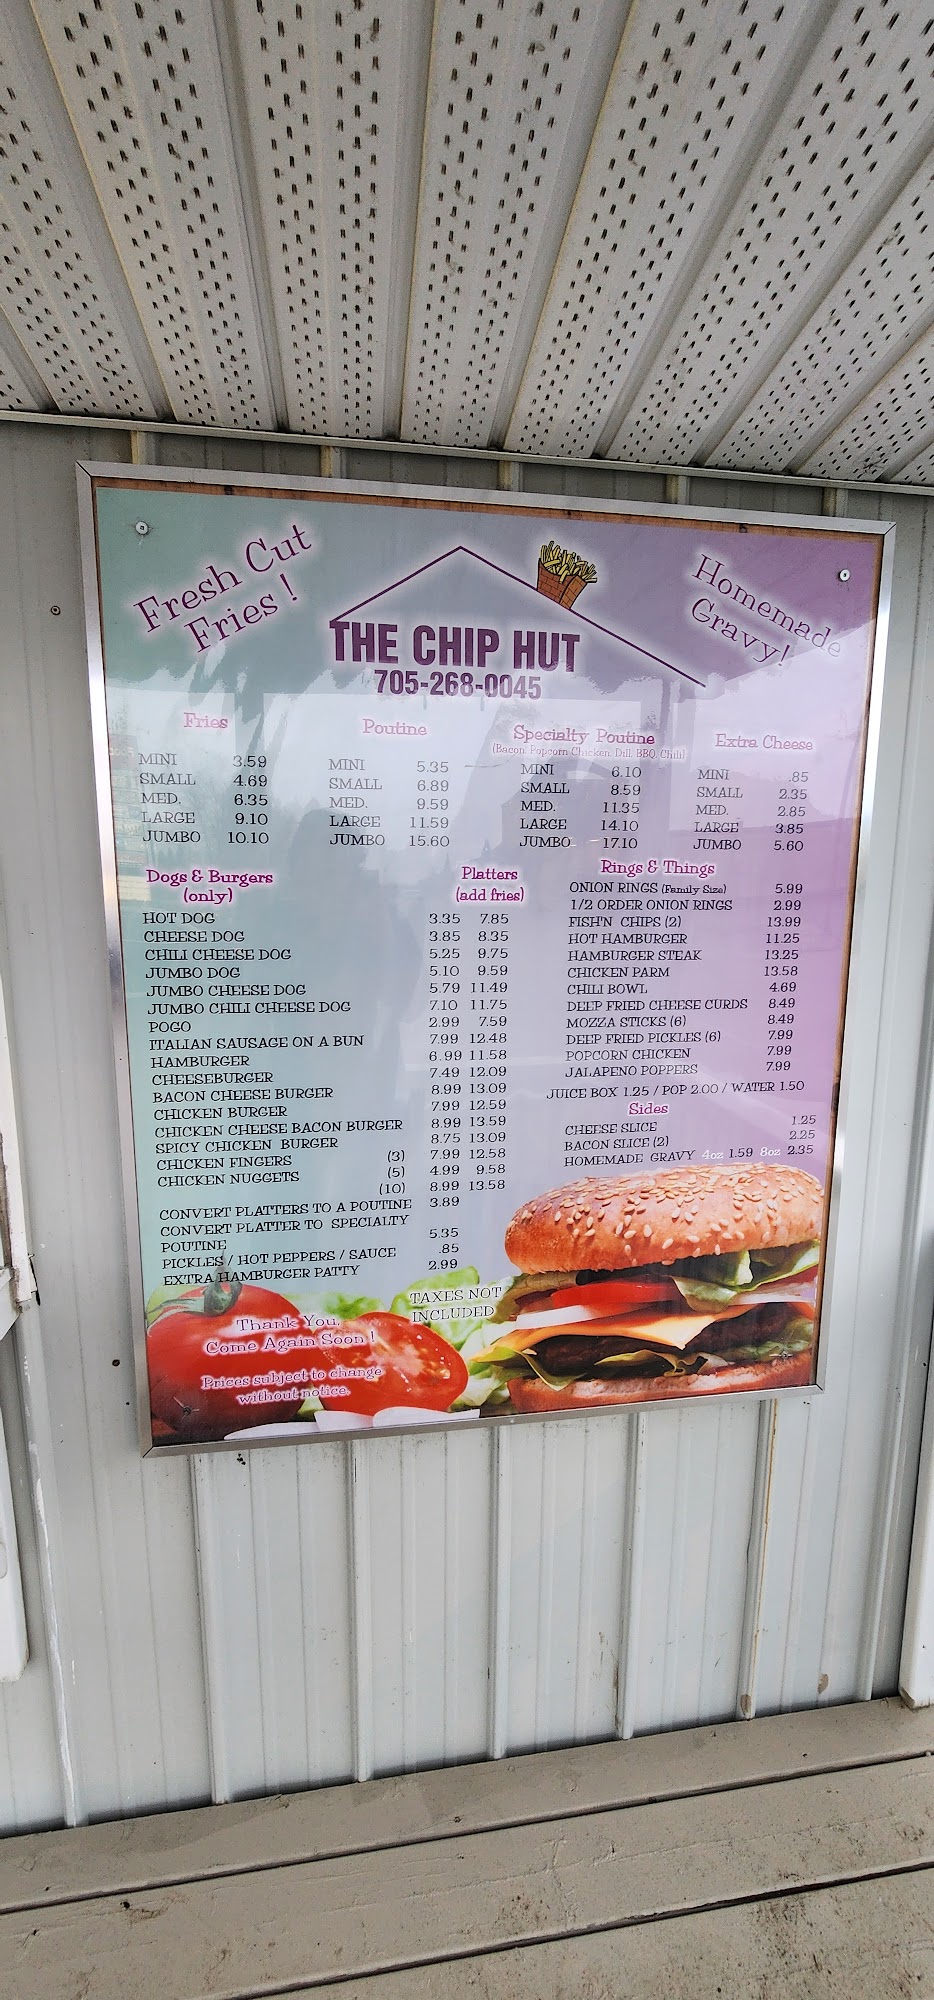 Fresh Cut
Fries !
Homemade
Gravy!
THE CHIP HUT
705-268-0045
Fries
MINI 3.59
SMALL 4.69
MED. 6.35
LARGE 9.10
JUMBO 10.10
Poutine
MINI 5.35
SMALL 6.89
MED. 9.59
LARGE 11.59
JUMBO 15.60
Specialty Poutine
(Bacon, Popcorn Chicken, Dill, BBQ, Chili)
MINI 6.10
SMALL 8.59
MED. 11.35
LARGE 14.10
JUMBO 17.10
Extra Cheese
MINI .85
SMALL 2.35
MED. 2.85
LARGE 3.85
JUMBO 5.60
Dogs & Burgers
(only)
Platters
(add fries)
HOT DOG 3.35 7.85
CHEESE DOG 3.85 8.35
CHILI CHEESE DOG 5.25 9.75
JUMBO DOG 5.10 9.59
JUMBO CHEESE DOG 5.79 11.49
JUMBO CHILI CHEESE DOG 7.10 11.75
POGO 2.99 7.59
ITALIAN SAUSAGE ON A BUN 7.99 12.48
HAMBURGER 6.99 11.58
CHEESEBURGER 7.49 12.09
BACON CHEESE BURGER 8.99 13.09
CHICKEN BURGER 7.99 12.59
CHICKEN CHEESE BACON BURGER 8.99 13.59
SPICY CHICKEN BURGER 8.75 13.09
CHICKEN FINGERS (3) 7.99 12.58
CHICKEN NUGGETS (5) 4.99 9.58
(10) 8.99 13.58
CONVERT PLATTERS TO A POUTINE 3.89
CONVERT PLATTER TO SPECIALTY
POUTINE 5.35
PICKLES / HOT PEPPERS / SAUCE .85
EXTRA HAMBURGER PATTY 2.99
Rings & Things
ONION RINGS (Family Size) 5.99
1/2 ORDER ONION RINGS 2.99
FISH'N CHIPS (2) 13.99
HOT HAMBURGER 11.25
HAMBURGER STEAK 13.25
CHICKEN PARM 13.58
CHILI BOWL 4.69
DEEP FRIED CHEESE CURDS 8.49
MOZZA STICKS (6) 8.49
DEEP FRIED PICKLES (6) 7.99
POPCORN CHICKEN 7.99
JALAPENO POPPERS 7.99
JUICE BOX 1.25 / POP 2.00 / WATER 1.50
Sides
CHEESE SLICE 1.25
BACON SLICE (2) 2.25
HOMEMADE GRAVY 4oz 1.59 8oz 2.35
TAXES NOT
INCLUDED
Thank You,
Come Again Soon !
Prices subject to change
without notice.